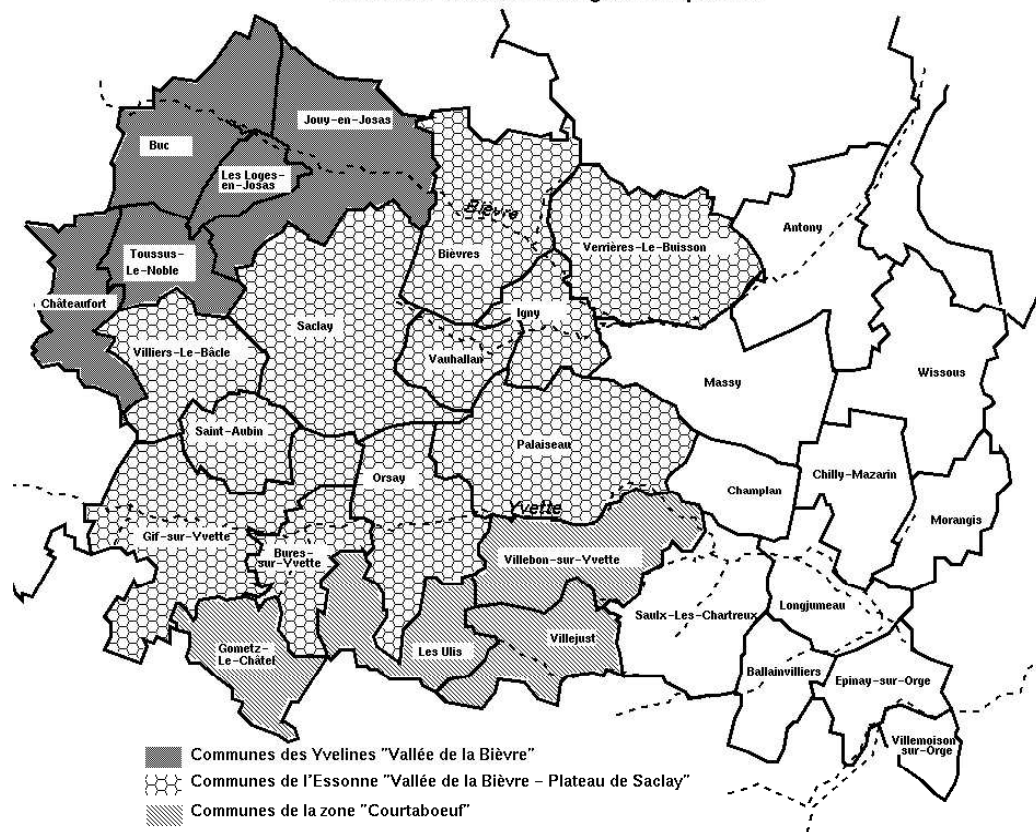 Jouy-en-Josas
Buc
Les Loges-
en-Josas
Bièvre
Antony
Verrières-Le-Buisson
Toussus-
Le-Noble
Bièvres
Châteaufort
Igny
Saclay
Villiers-Le-Bâcle
Vauhallan
Wissous
Massy
Saint-Aubin
Palaiseau
Chilly-Mazarin
Orsay
Champlan
Yvette
Morangis
Gif-sur-Yvette
Bures-
sur-Yvette
Villebon-sur-Yvette
Longjumeau
Saulx-Les-Chartreux
Gometz-
Le-Châtel
Les Ulis
Villejust
Ballainvilliers
Epinay-sur-Orge
Villemoison
sur-Orge
Communes des Yvelines "Vallée de la Bièvre"
Communes de l'Essonne "Vallée de la Bièvre - Plateau de Saclay"
Communes de la zone "Courtaboeuf"